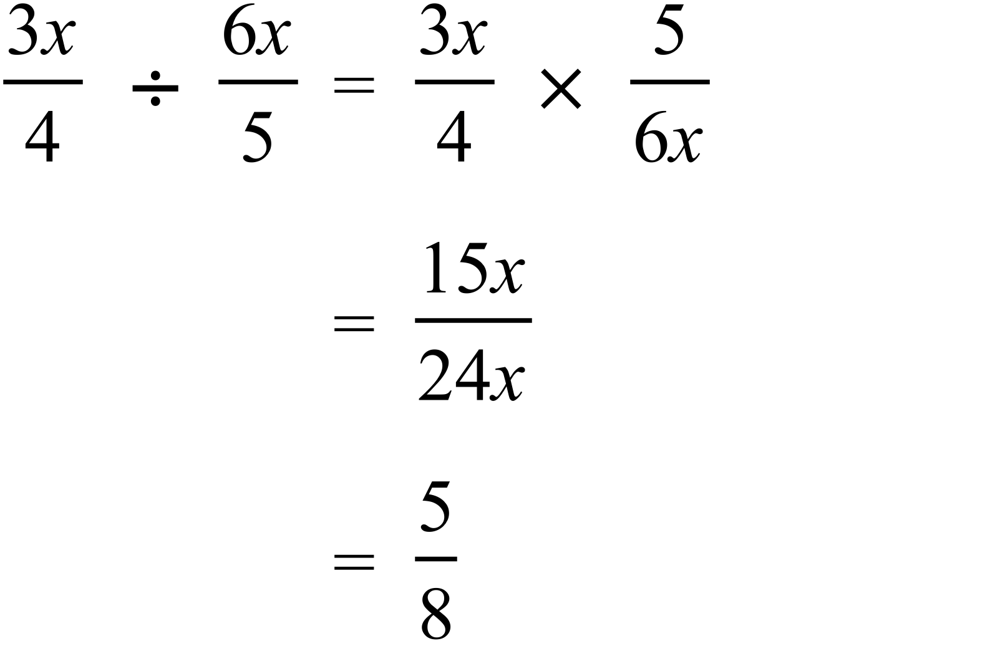 3x/4 ÷ 6x/5 = 3x/4 × 5/6x
= 15x/24x
= 5/8